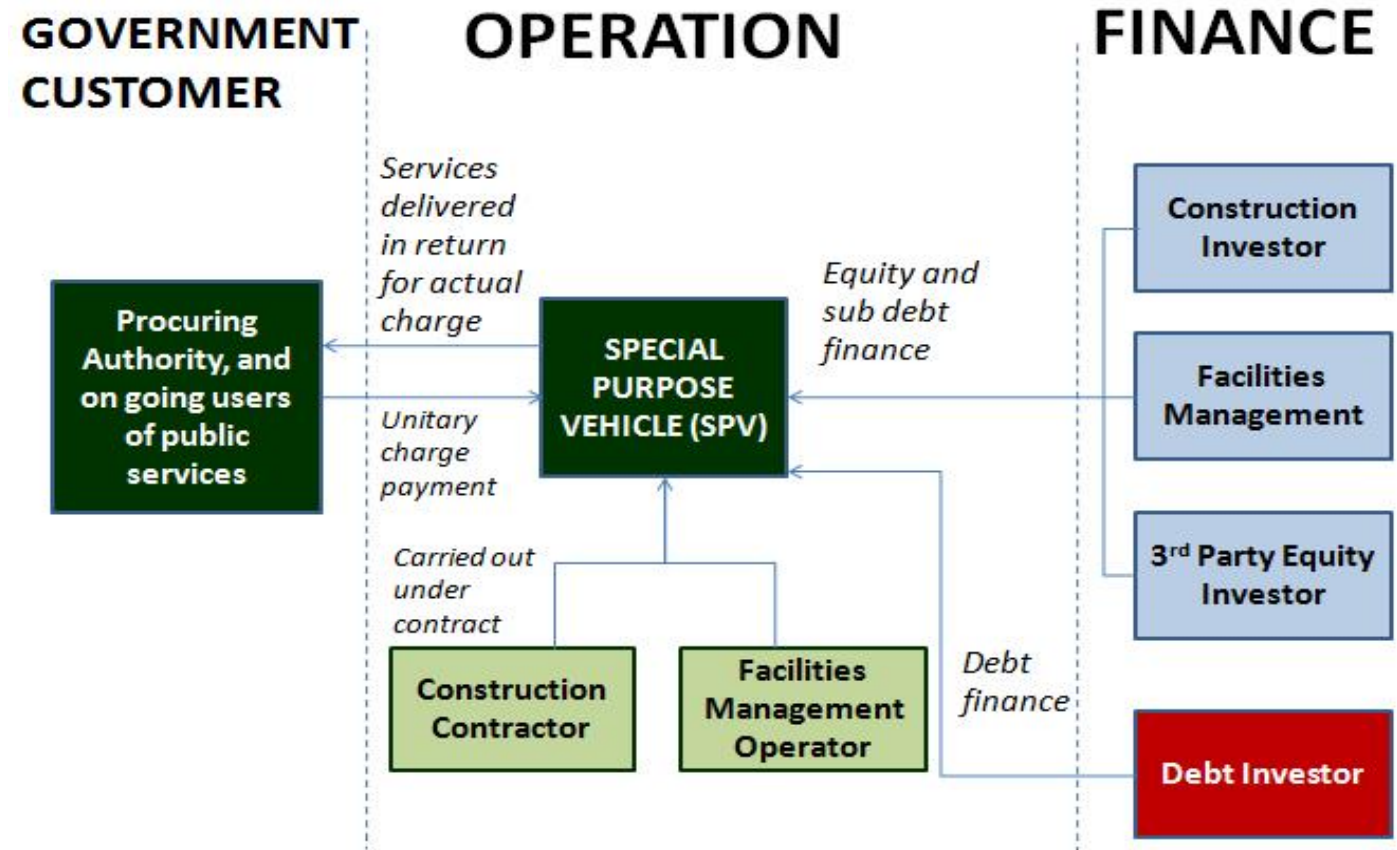 GOVERNMENT
CUSTOMER
OPERATION
FINANCE
Services
delivered
in return
for actual
charge
Equity and
sub debt
finance
Construction
Investor
Procuring
Authority, and
on going users
of public
services
SPECIAL
PURPOSE
VEHICLE (SPV)
Facilities
Management
Unitary
charge
payment
3rd Party Equity
Investor
Carried out
under
contract
Construction
Contractor
Facilities
Management
Operator
Debt
finance
Debt Investor